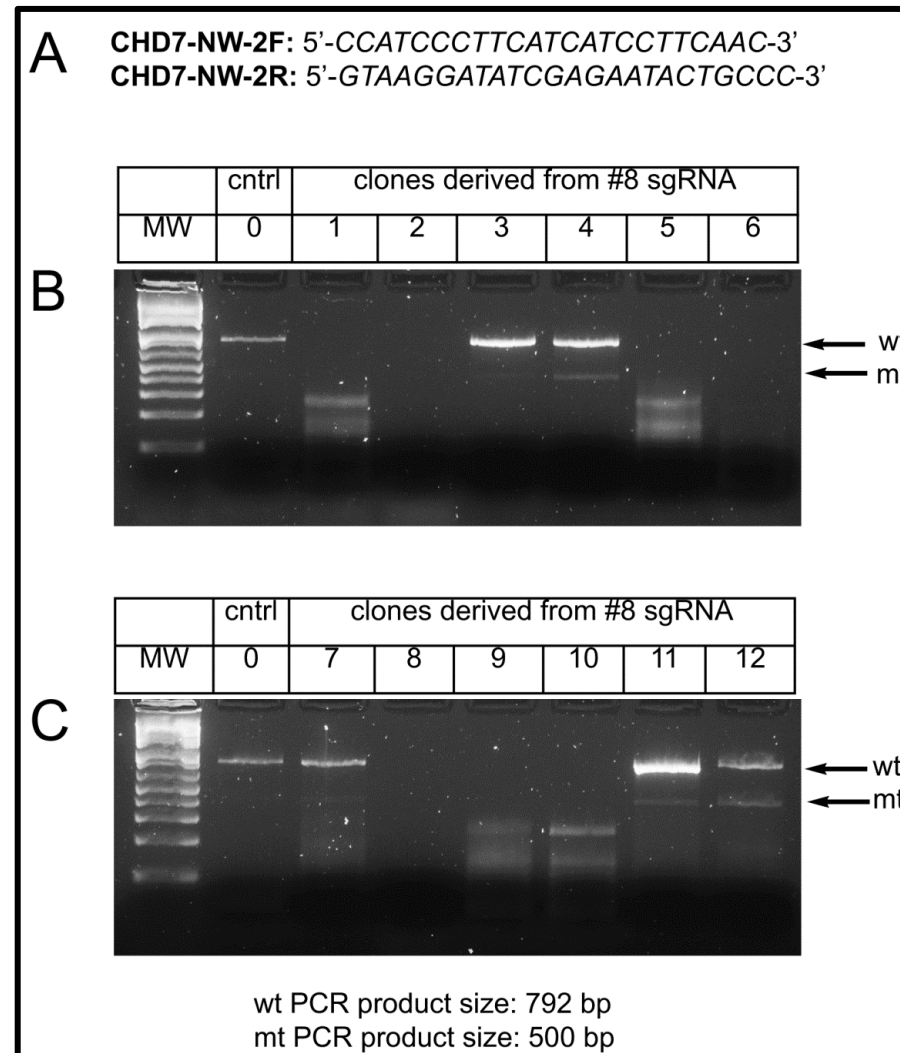 A
CHD7-NW-2F: 5'-CCATCCCTTCATCATCCTTCAAC-3'
CHD7-NW-2R: 5'-GTAAGGATATCGAGAATACTGCCC-3'
cntrl clones derived from #8 sgRNA
MW 0 1 2 3 4 5 6
B
w
m
cntrl clones derived from #8 sgRNA
MW 0 7 8 9 10 11 12
C
wt
mt
wt PCR product size: 792 bp
mt PCR product size: 500 bp